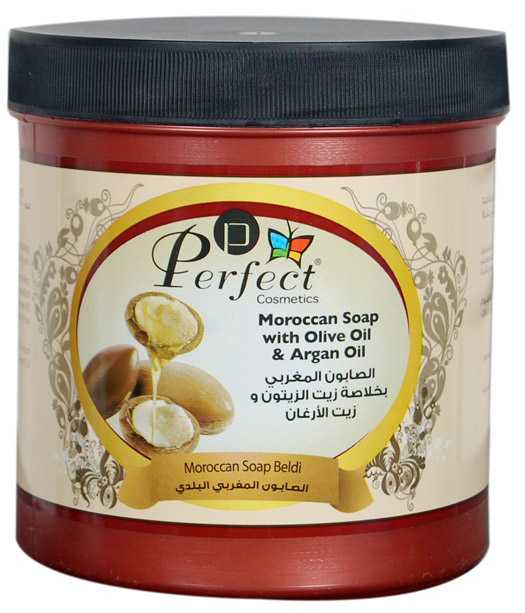 P
Perfect®
Cosmetics
Moroccan Soap
with Olive Oil
& Argan Oil
الصابون المغربي
بخلاصة زيت الزيتون و
زيت الأرغان
Moroccan Soap Beldi
الصابون المغربي البلدي